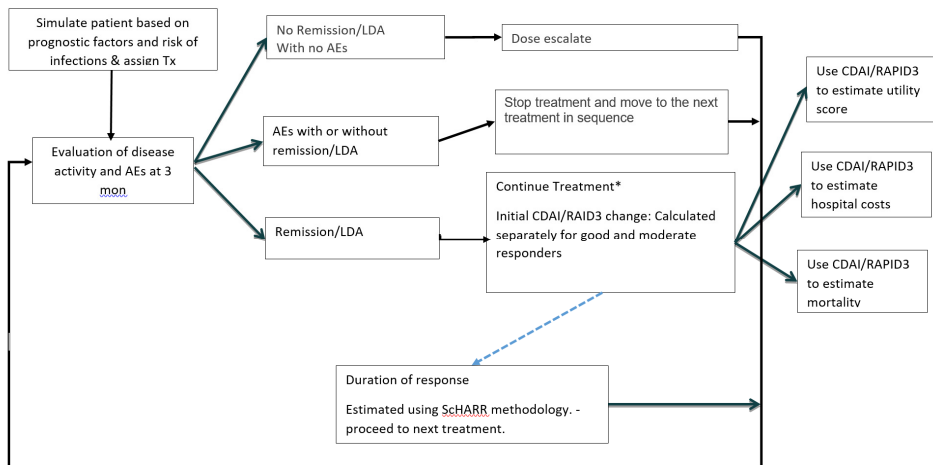 Simulate patient based on
prognostic factors and risk of
infections & assign Tx
No Remission/LDA
With no AEs
Dose escalate
Use CDAI/RAPID3
to estimate utility
score
Evaluation of disease
activity and AEs at 3
mon
AEs with or without
remission/LDA
Stop treatment and move to the next
treatment in sequence
Use CDAI/RAPID3
to estimate
hospital costs
Remission/LDA
Continue Treatment*
Initial CDAI/RAID3 change: Calculated
separately for good and moderate
responders
Use CDAI/RAPID3
to estimate
mortality
Duration of response
Estimated using ScHARR methodology. -
proceed to next treatment.